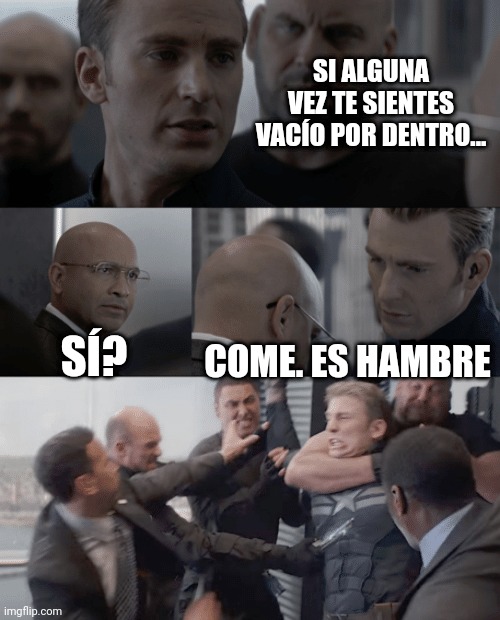 SI ALGUNA
VEZ TE SIENTES
VACÍO POR DENTRO...
SÍ?
COME. ES HAMBRE
imgflip.com